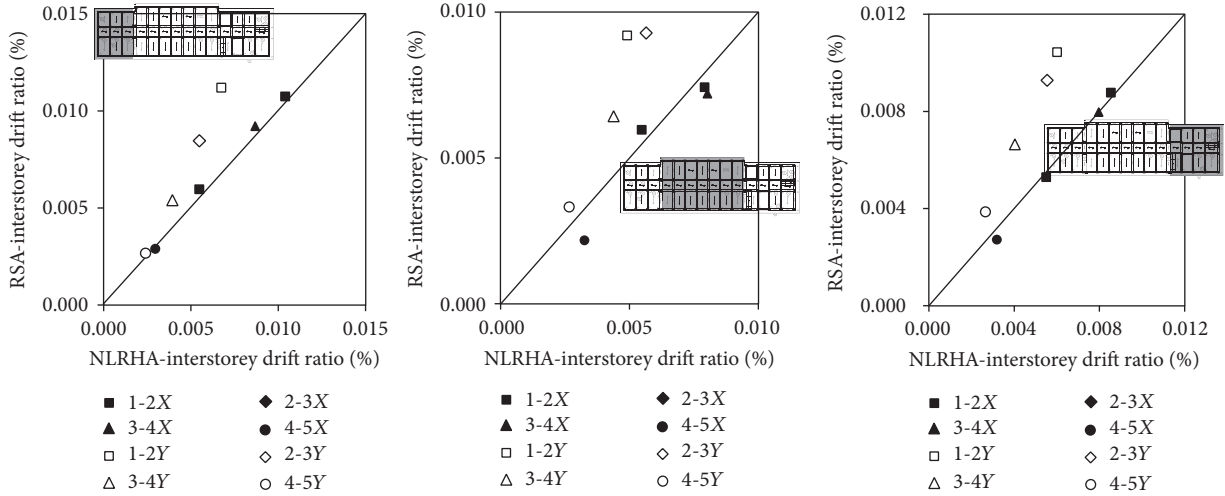 RSA-interstorey drift ratio (%)
0.015
0.010
0.005
0.000
0.000 0.005 0.010 0.015
NLRHA-interstorey drift ratio (%)
1-2X 2-3X
3-4X 4-5X
1-2Y 2-3Y
3-4Y 4-5Y
RSA-interstorey drift ratio (%)
0.010
0.005
0.000
0.000 0.005 0.010
NLRHA-interstorey drift ratio (%)
1-2X 2-3X
3-4X 4-5X
1-2Y 2-3Y
3-4Y 4-5Y
RSA-interstorey drift ratio (%)
0.012
0.008
0.004
0.000
0.000 0.004 0.008 0.012
NLRHA-interstorey drift ratio (%)
1-2X 2-3X
3-4X 4-5X
1-2Y 2-3Y
3-4Y 4-5Y